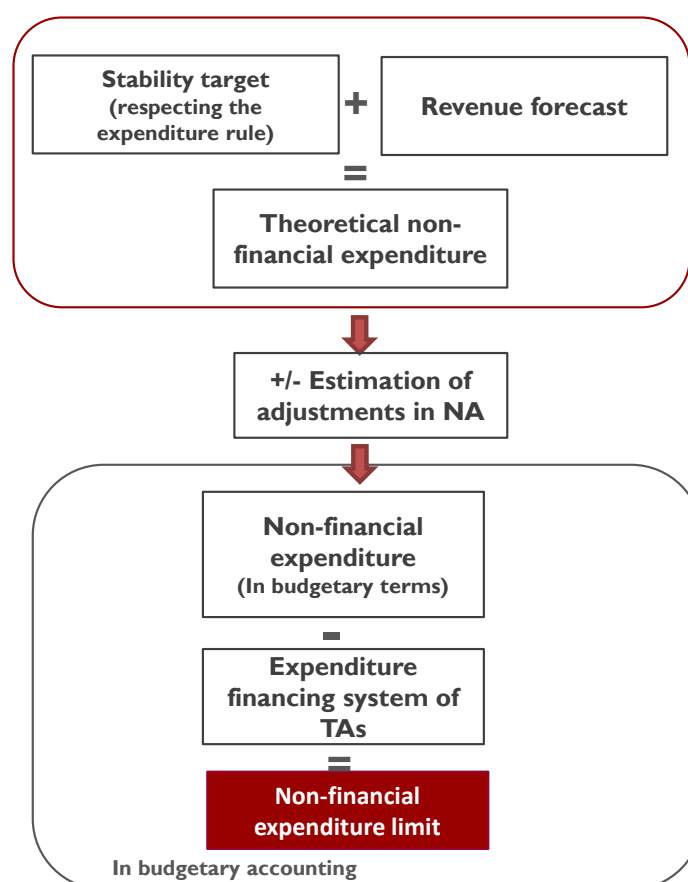 Stability target
(respecting the
expenditure rule)
+
Revenue forecast
=
Theoretical non-
financial expenditure
+/- Estimation of
adjustments in NA
Non-financial
expenditure
(In budgetary terms)
-
Expenditure
financing system of
TAs
=
Non-financial
expenditure limit
In budgetary accounting